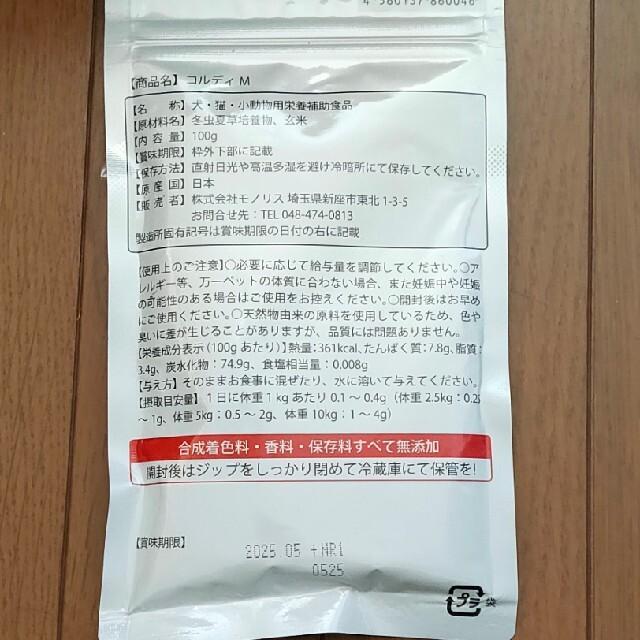 4 580137 860046
【商品名】コルディM
【名　　称】犬・猫・小動物用栄養補助食品
【原材料名】冬虫夏草培養物、玄米
【内 容 量】100g
【賞味期限】枠外下部に記載
【保存方法】直射日光や高温多湿を避け冷暗所にて保存してください。
【原 産 国】日本
【販 売 者】株式会社モノリス 埼玉県新座市東北1-3-5
お問合せ先：TEL 048-474-0813
製造所固有記号は賞味期限の日付の右に記載
【使用上のご注意】○必要に応じて給与量を調節してください。○ア
レルギー等、万一ペットの体質に合わない場合、また妊娠中や妊娠
の可能性のある場合はご使用をお控えください。○開封後はお早め
にご使用ください。○天然物由来の原料を使用しているため、色や
臭いに差が生じることがありますが、品質には問題ありません。
【栄養成分表示（100gあたり）】熱量：361kcal、たんぱく質：7.8g、脂質：
3.4g、炭水化物：74.9g、食塩相当量：0.008g
【与え方】そのままお食事に混ぜたり、水に溶いて与えてください。
【摂取目安量】1日に体重1kgあたり0.1～0.4g（体重2.5kg：0.25
～1g、体重5kg：0.5～2g、体重10kg：1～4g）
合成着色料・香料・保存料すべて無添加
開封後はジップをしっかり閉めて冷蔵庫にて保管を!
【賞味期限】
2025.05 +NR1
0525
プラ 袋